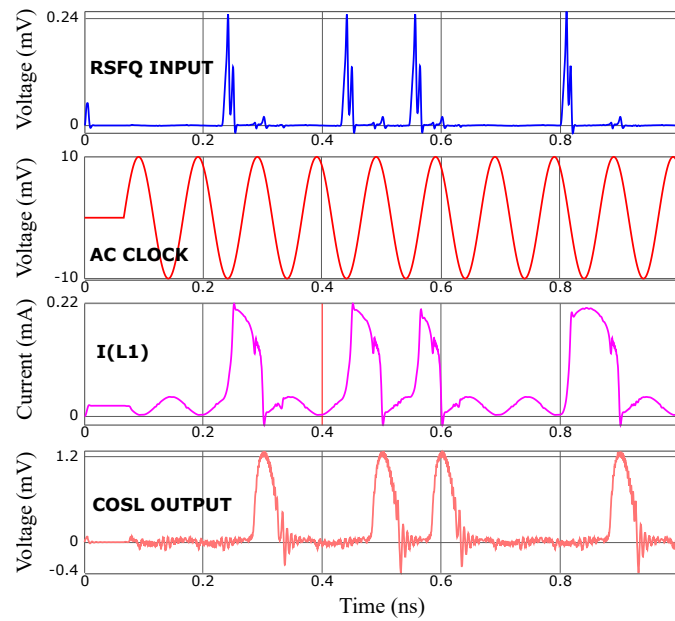 Voltage (mV)
0.24
0
RSFQ INPUT
0 0.2 0.4 0.6 0.8
Voltage (mV)
10
-10
AC CLOCK
0 0.2 0.4 0.6 0.8
Current (mA)
0.22
0
I(L1)
0 0.2 0.4 0.6 0.8
Voltage (mV)
1.2
0
-0.4
COSL OUTPUT
0 0.2 0.4 0.6 0.8
Time (ns)